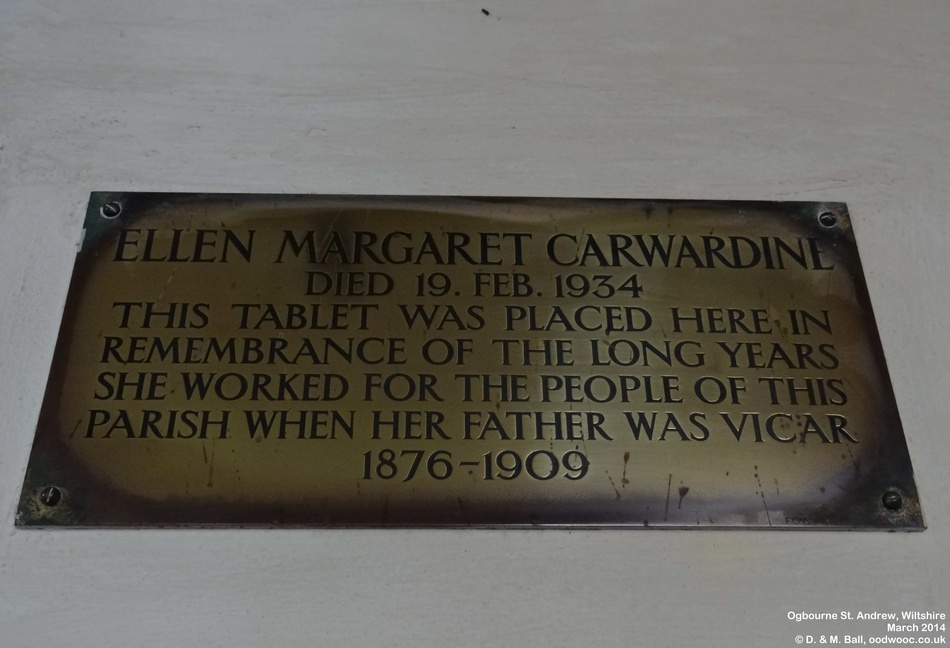 ELLEN MARGARET CARWARDINE
DIED 19. FEB. 1934
THIS TABLET WAS PLACED HERE IN
REMEMBRANCE OF THE LONG YEARS
SHE WORKED FOR THE PEOPLE OF THIS
PARISH WHEN HER FATHER WAS VICAR
1876-1909
Ogbourne St. Andrew, Wiltshire
March 2014
© D. & M. Ball, oodwooc.co.uk